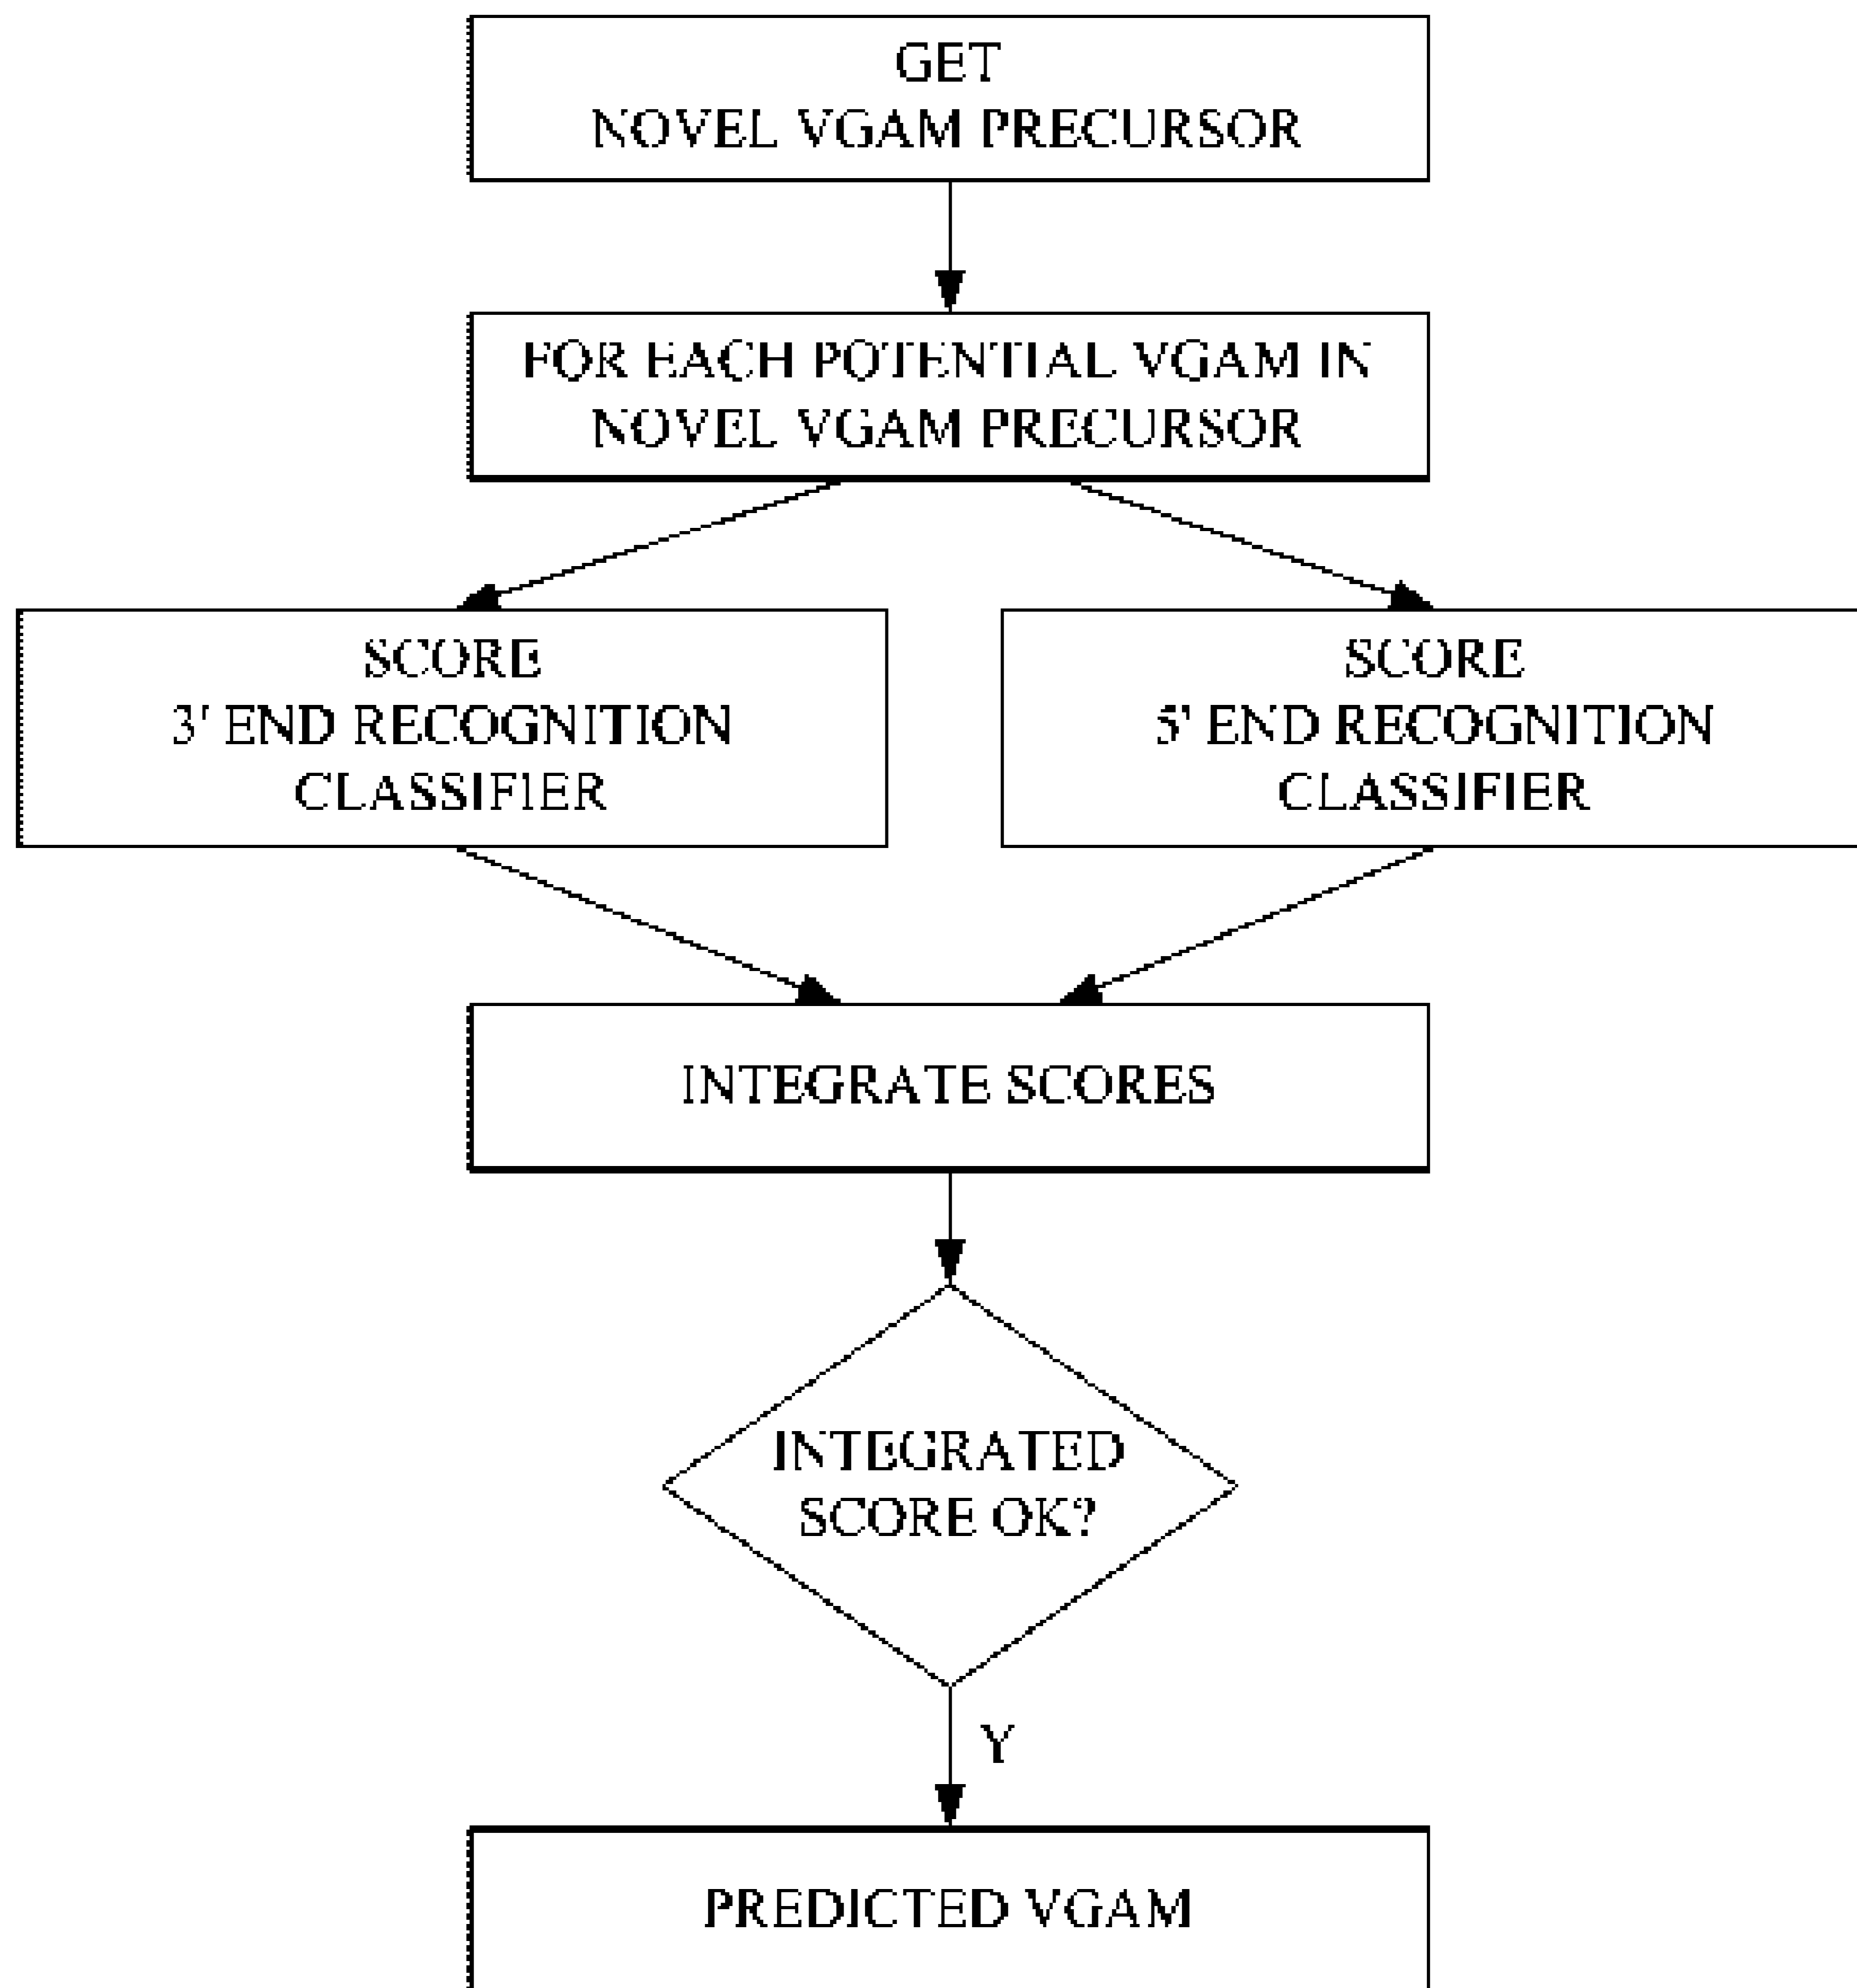 GET
NOVEL VGAM PRECURSOR
FOR EACH POTENTIAL VGAM IN
NOVEL VGAM PRECURSOR
SCORE
3' END RECOGNITION
CLASSIFIER
SCORE
5' END RECOGNITION
CLASSIFIER
INTEGRATE SCORES
INTEGRATED
SCORE OK?
Y
PREDICTED VGAM